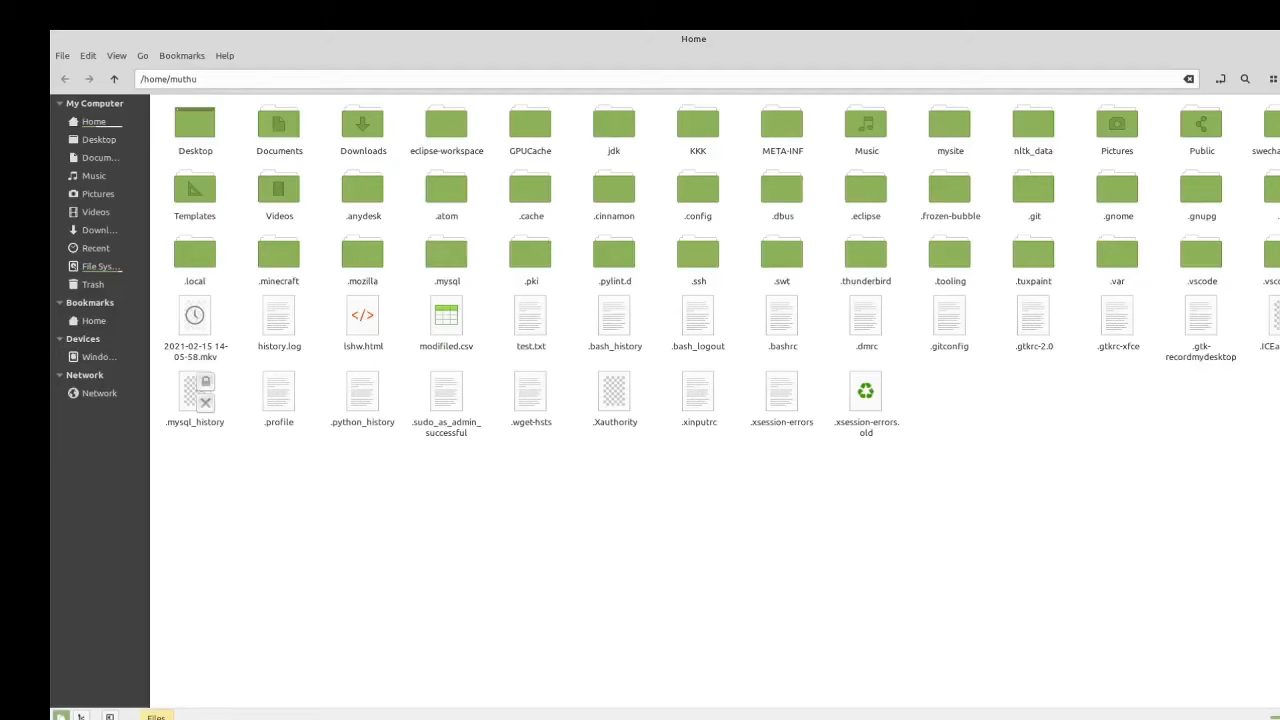 Home
File Edit View Go Bookmarks Help
/home/muthu
My Computer
Home
Desktop
Docum...
Music
Pictures
Videos
Downl...
Recent
File Sys...
Trash
Bookmarks
Home
Devices
Windo...
Network
Network
Desktop Documents Downloads eclipse-workspace GPUCache jdk KKK META-INF Music mysite nltk_data Pictures Public swecha
Templates Videos .anydesk .atom .cache .cinnamon .config .dbus .eclipse .frozen-bubble .git .gnome .gnupg
.local .minecraft .mozilla .mysql .pki .pylint.d .ssh .swt .thunderbird .tooling .tuxpaint .var .vscode .vsc
2021-02-15 14- history.log lshw.html modifiled.csv test.txt .bash_history .bash_logout .bashrc .dmrc .gitconfig .gtkrc-2.0 .gtkrc-xfce .gtk- .ICEa
05-58.mkv recordmydesktop
.mysql_history .profile .python_history .sudo_as_admin_ .wget-hsts .Xauthority .xinputrc .xsession-errors .xsession-errors.
successful old
Files